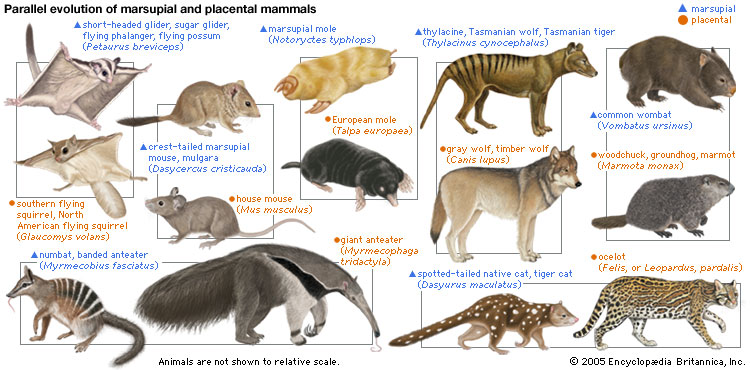 Parallel evolution of marsupial and placental mammals
marsupial
placental
short-headed glider, sugar glider,
flying phalanger, flying possum
(Petaurus breviceps)
marsupial mole
(Notoryctes typhlops)
thylacine, Tasmanian wolf, Tasmanian tiger
(Thylacinus cynocephalus)
European mole
(Talpa europaea)
common wombat
(Vombatus ursinus)
crest-tailed marsupial
mouse, mulgara
(Dasycercus cristicauda)
gray wolf, timber wolf
(Canis lupus)
woodchuck, groundhog, marmot
(Marmota monax)
southern flying
squirrel, North
American flying squirrel
(Glaucomys volans)
house mouse
(Mus musculus)
numbat, banded anteater
(Myrmecobius fasciatus)
giant anteater
(Myrmecophaga
tridactyla)
spotted-tailed native cat, tiger cat
(Dasyurus maculatus)
ocelot
(Felis, or Leopardus, pardalis)
Animals are not shown to relative scale.
© 2005 Encyclopædia Britannica, Inc.